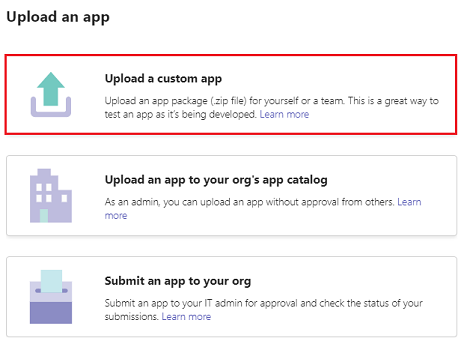 Upload an app
Upload a custom app
Upload an app package (.zip file) for yourself or a team. This is a great way to
test an app as it's being developed. Learn more
Upload an app to your org's app catalog
As an admin, you can upload an app without approval from others. Learn
more
Submit an app to your org
Submit an app to your IT admin for approval and check the status of your
submissions. Learn more